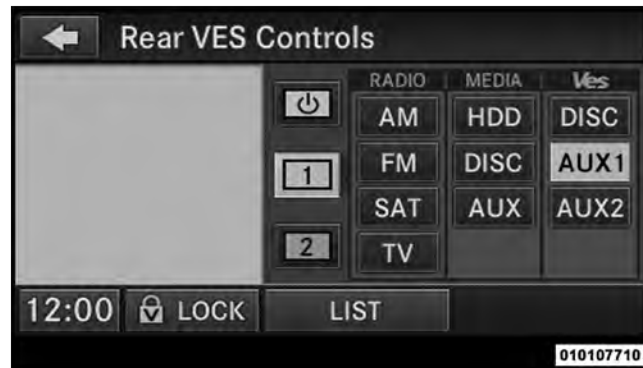 Rear VES Controls
RADIO MEDIA Ves
AM HDD DISC
1 FM DISC AUX1
SAT AUX AUX2
2 TV
12:00 LOCK LIST
010107710